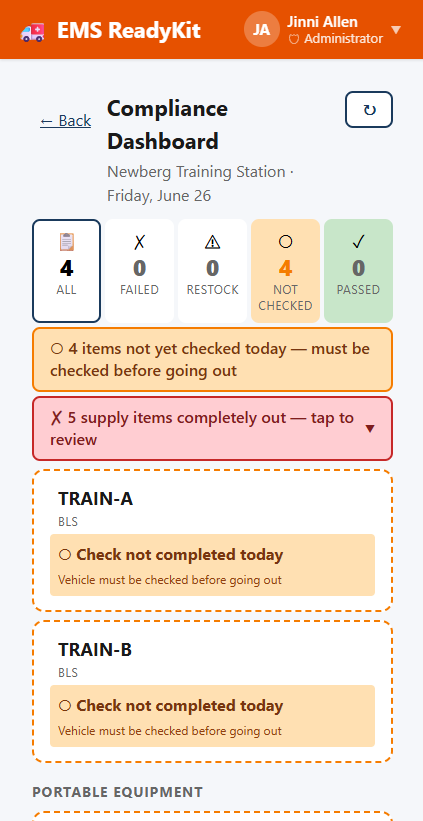 EMS ReadyKit
JA
Jinni Allen
Administrator
← Back
Compliance
Dashboard
Newberg Training Station ·
Friday, June 26
4
ALL
0
FAILED
0
RESTOCK
4
NOT
CHECKED
0
PASSED
4 items not yet checked today — must be
checked before going out
✗ 5 supply items completely out — tap to
review
TRAIN-A
BLS
Check not completed today
Vehicle must be checked before going out
TRAIN-B
BLS
Check not completed today
Vehicle must be checked before going out
PORTABLE EQUIPMENT